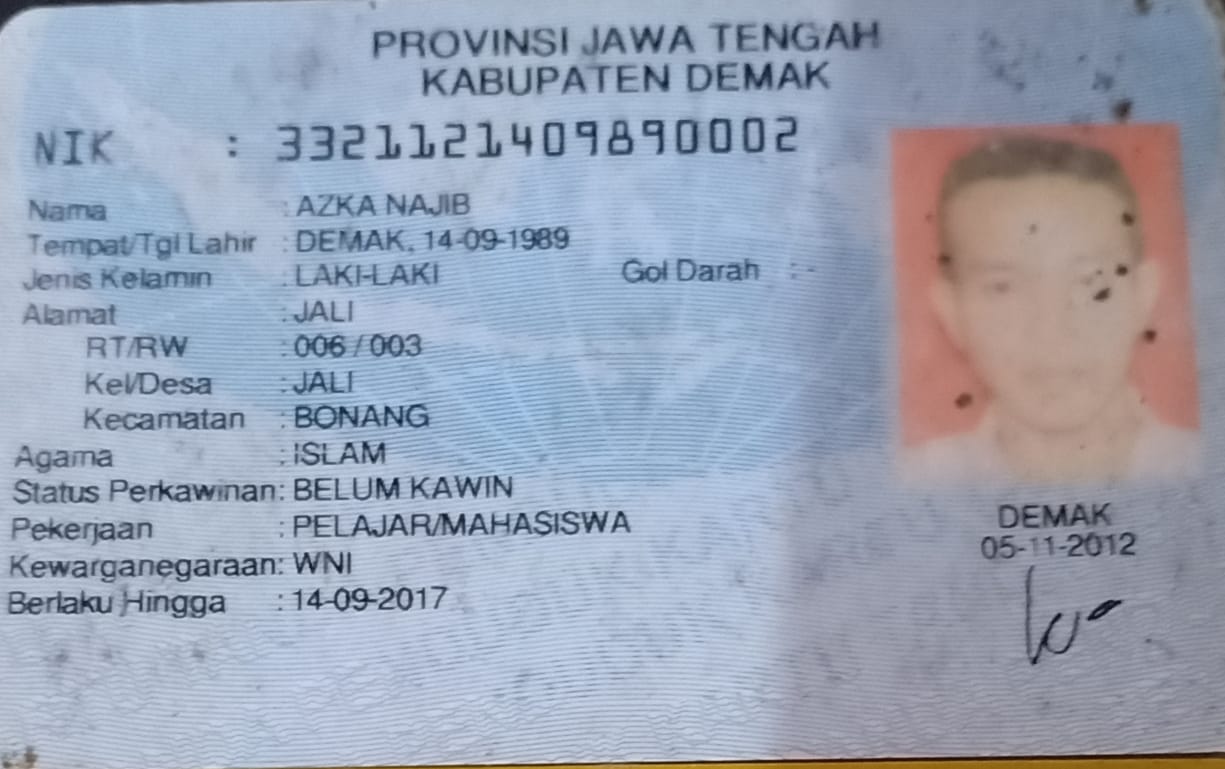 PROVINSI JAWA TENGAH
KABUPATEN DEMAK
NIK : 3321121409890002
Nama : AZKA NAJIB
Tempat/Tgl Lahir : DEMAK, 14-09-1989
Jenis Kelamin : LAKI-LAKI Gol Darah : -
Alamat : JALI
RT/RW : 006 / 003
Kel/Desa : JALI
Kecamatan : BONANG
Agama : ISLAM
Status Perkawinan : BELUM KAWIN
Pekerjaan : PELAJAR/MAHASISWA
Kewarganegaraan : WNI
Berlaku Hingga : 14-09-2017
DEMAK
05-11-2012